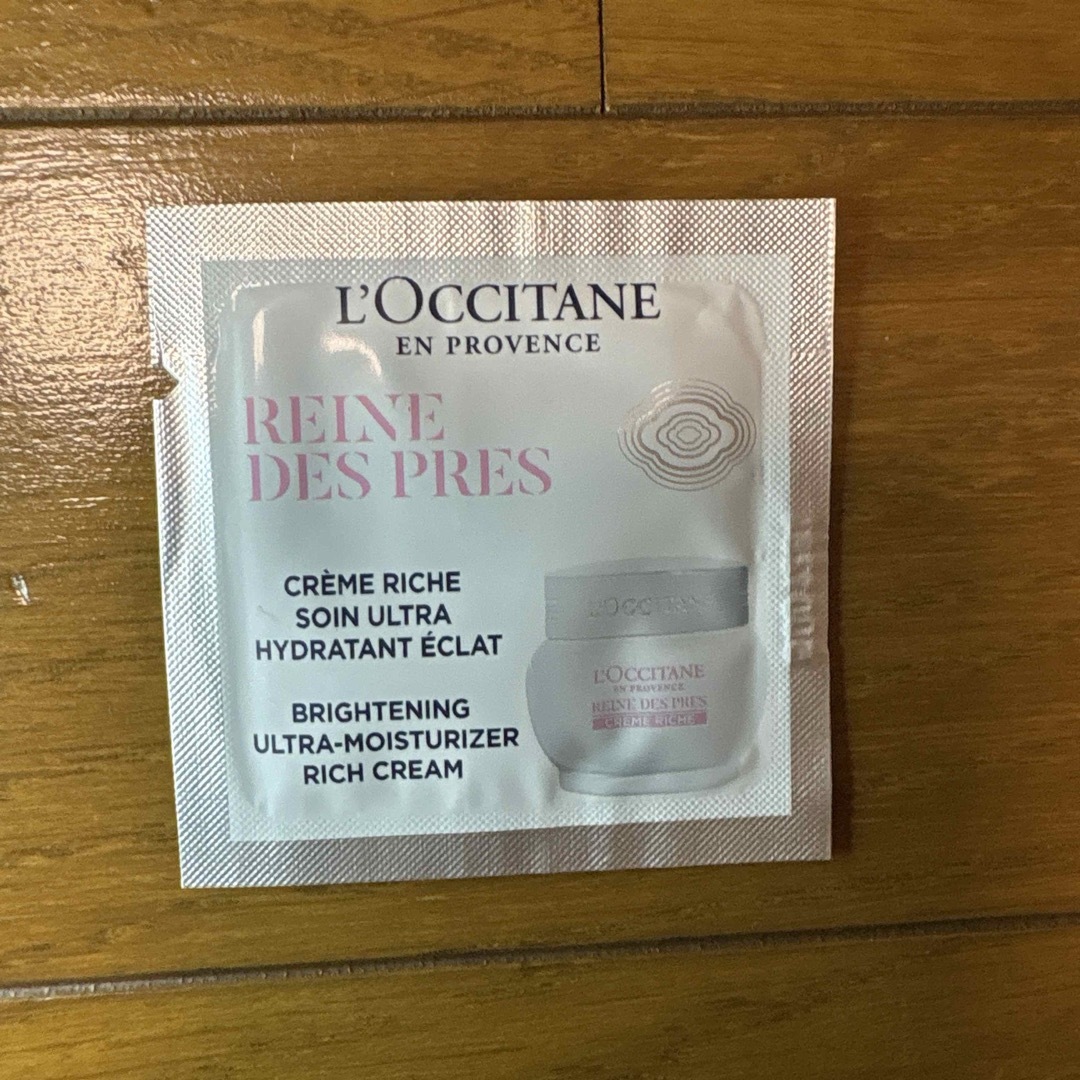 L'OCCITANE
EN PROVENCE
REINE
DES PRES
CRÈME RICHE
SOIN ULTRA
HYDRATANT ÉCLAT
BRIGHTENING
ULTRA-MOISTURIZER
RICH CREAM
L'OCCITANE
L'OCCITANE
EN PROVENCE
REINE DES PRES
CRÈME RICHE